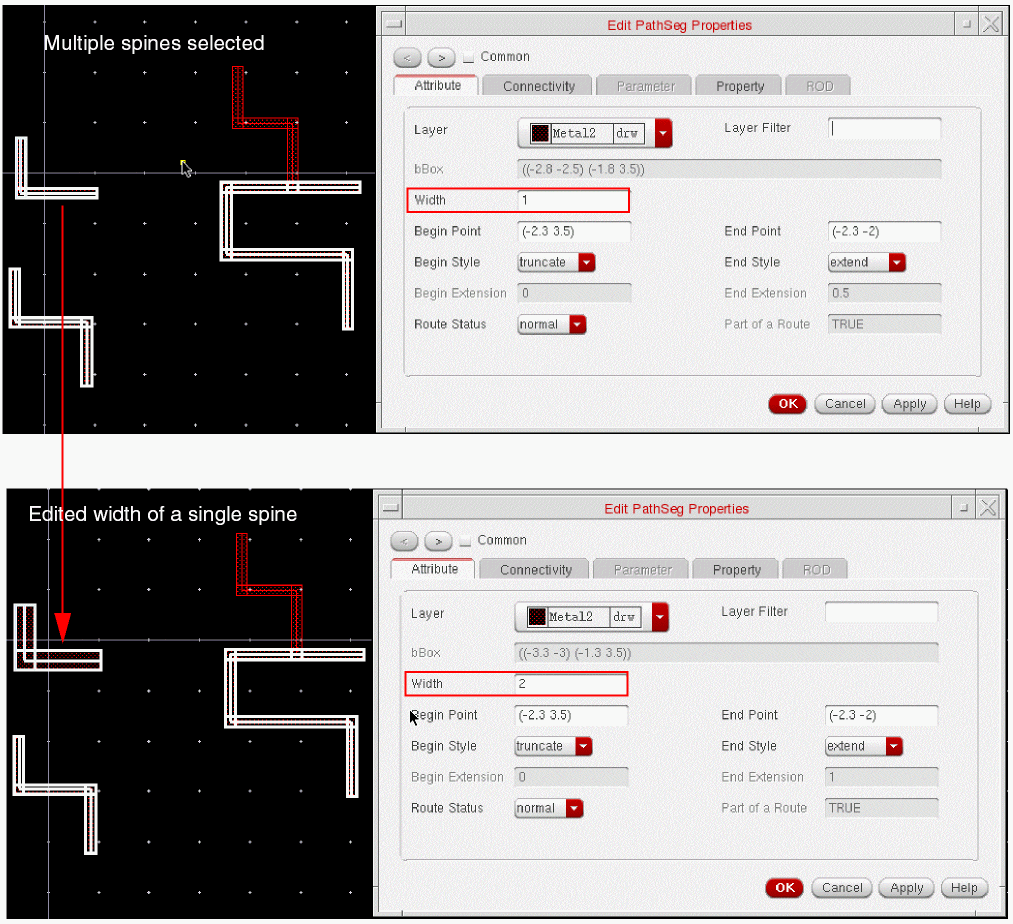 Multiple spines selected
Edit PathSeg Properties
< > Common
Attribute Connectivity Parameter Property ROD
Layer Metal2 drw Layer Filter
bBox ((-2.8 -2.5) (-1.8 3.5))
Width 1
Begin Point (-2.3 3.5) End Point (-2.3 -2)
Begin Style truncate End Style extend
Begin Extension 0 End Extension 0.5
Route Status normal Part of a Route TRUE
OK Cancel Apply Help
Edited width of a single spine
Edit PathSeg Properties
< > Common
Attribute Connectivity Parameter Property ROD
Layer Metal2 drw Layer Filter
bBox ((-3.3 -3) (-1.3 3.5))
Width 2
Begin Point (-2.3 3.5) End Point (-2.3 -2)
Begin Style truncate End Style extend
Begin Extension 0 End Extension 1
Route Status normal Part of a Route TRUE
OK Cancel Apply Help